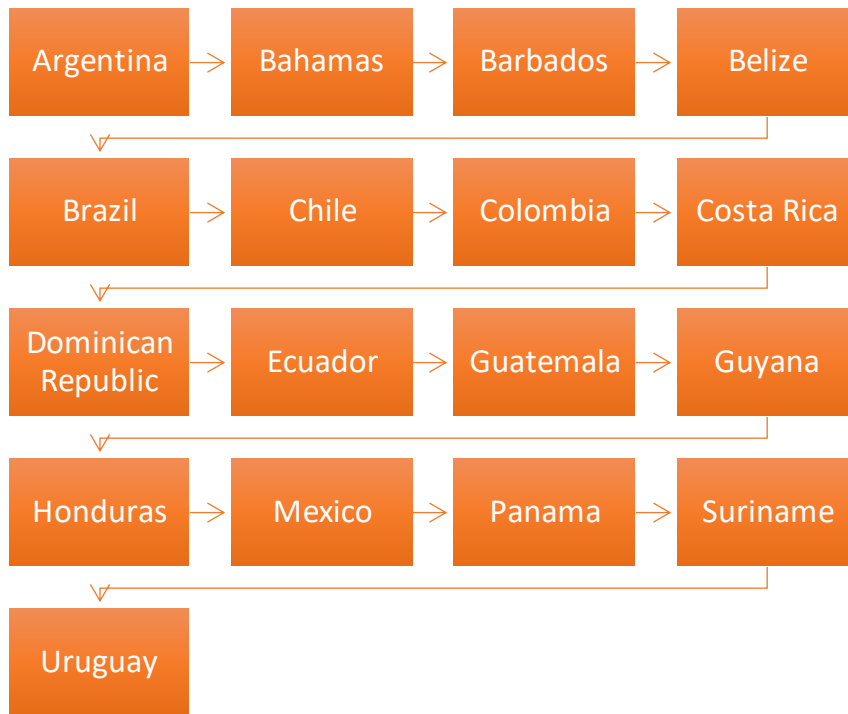 Argentina
Bahamas
Barbados
Belize
Brazil
Chile
Colombia
Costa Rica
Dominican
Republic
Ecuador
Guatemala
Guyana
Honduras
Mexico
Panama
Suriname
Uruguay